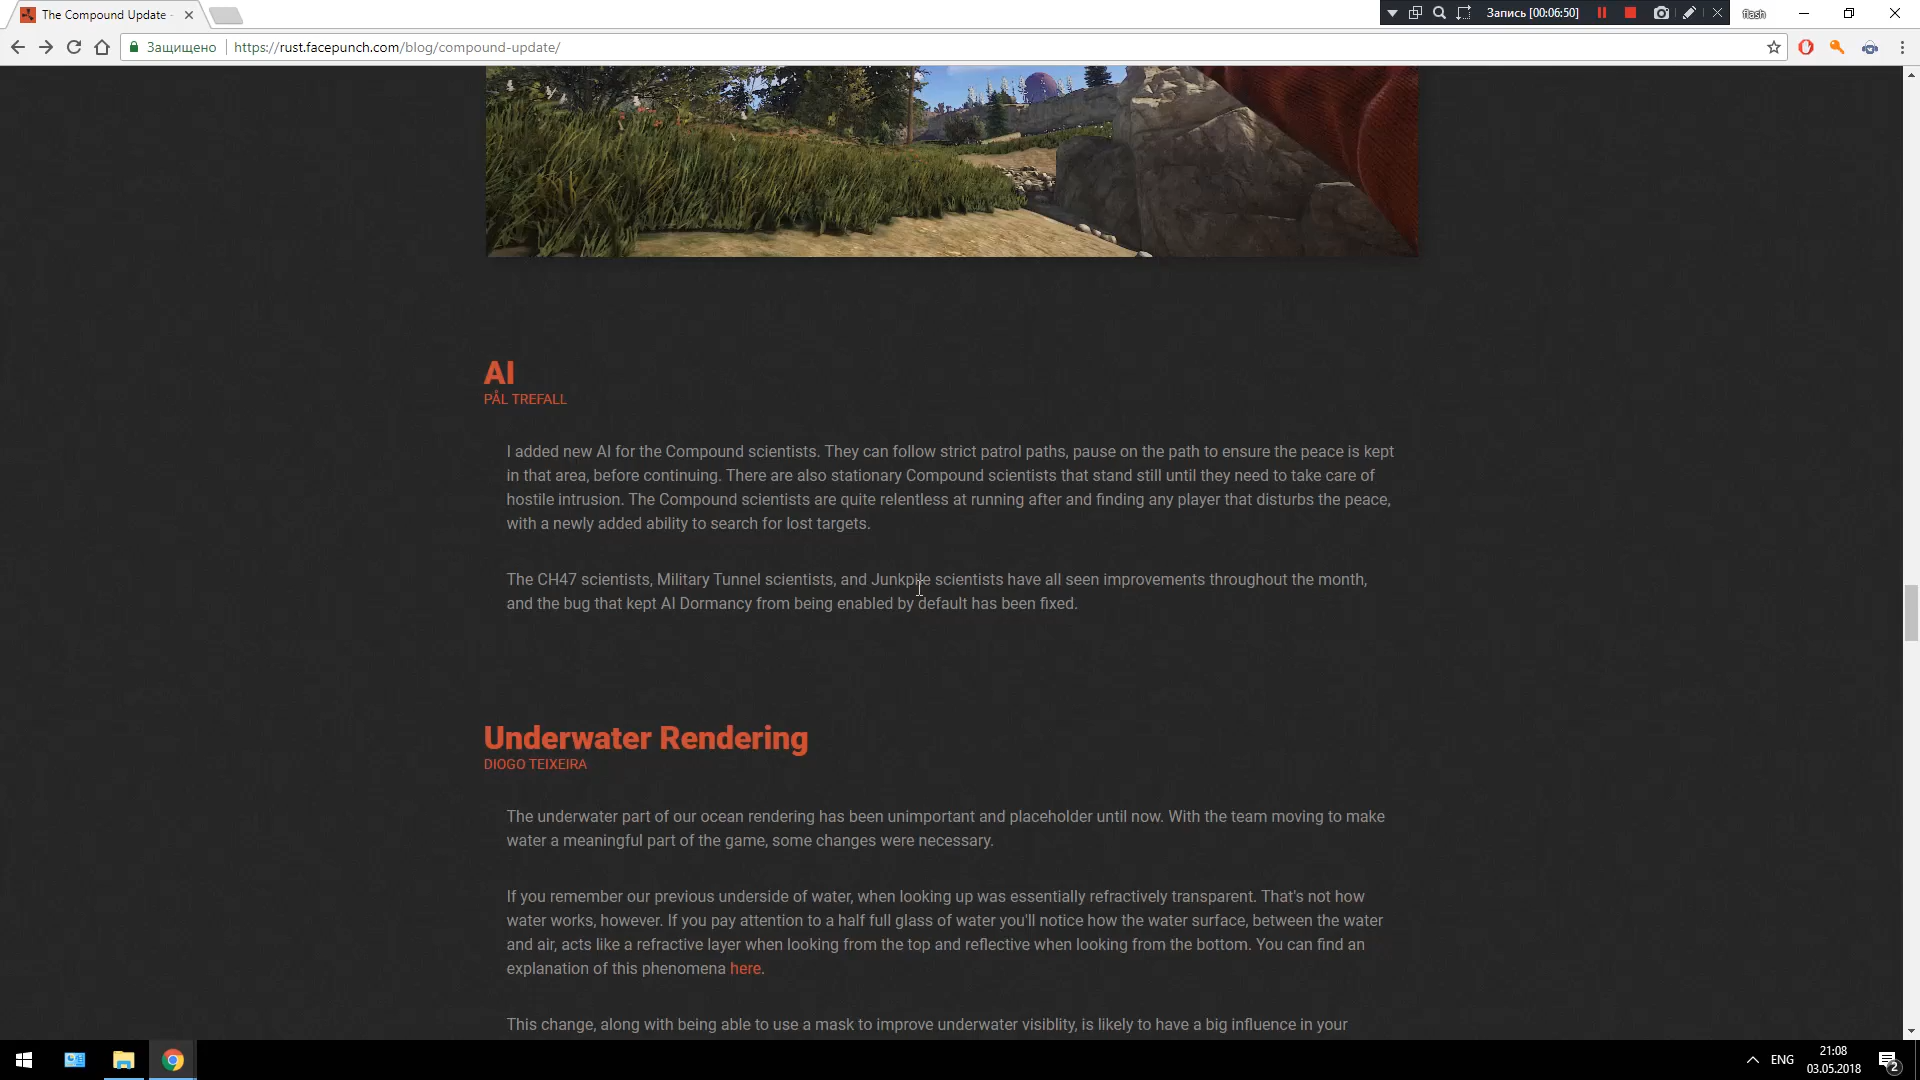 The Compound Update -
Запись [00:06:50]
flash
Защищено
https://rust.facepunch.com/blog/compound-update/
AI
PÅL TREFALL
I added new AI for the Compound scientists. They can follow strict patrol paths, pause on the path to ensure the peace is kept
in that area, before continuing. There are also stationary Compound scientists that stand still until they need to take care of
hostile intrusion. The Compound scientists are quite relentless at running after and finding any player that disturbs the peace,
with a newly added ability to search for lost targets.
The CH47 scientists, Military Tunnel scientists, and Junkpile scientists have all seen improvements throughout the month,
and the bug that kept AI Dormancy from being enabled by default has been fixed.
Underwater Rendering
DIOGO TEIXEIRA
The underwater part of our ocean rendering has been unimportant and placeholder until now. With the team moving to make
water a meaningful part of the game, some changes were necessary.
If you remember our previous underside of water, when looking up was essentially refractively transparent. That's not how
water works, however. If you pay attention to a half full glass of water you'll notice how the water surface, between the water
and air, acts like a refractive layer when looking from the top and reflective when looking from the bottom. You can find an
explanation of this phenomena here.
This change, along with being able to use a mask to improve underwater visiblity, is likely to have a big influence in your
ENG
21:08
03.05.2018
2